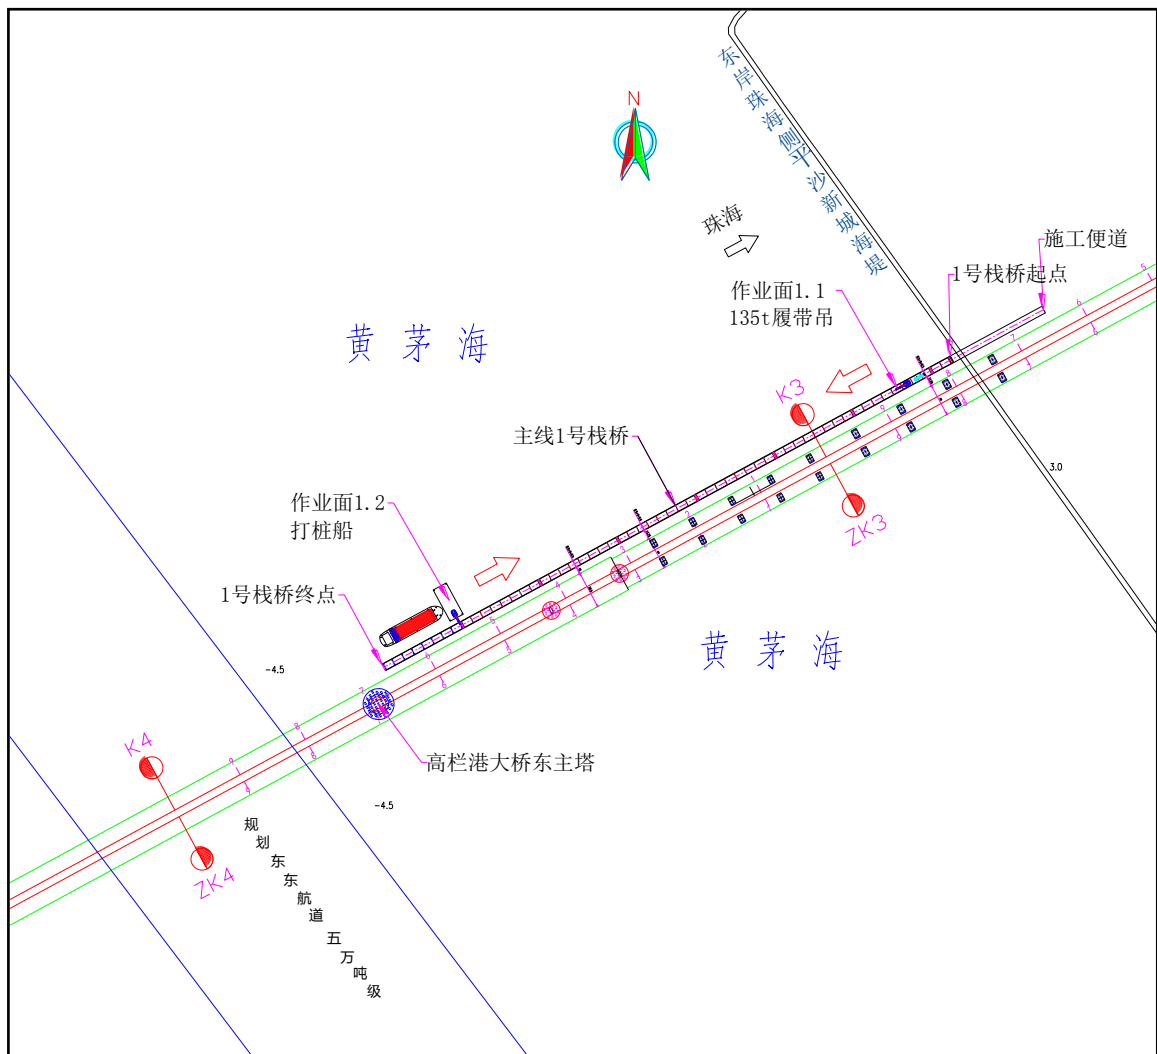 N
东岸珠海侧平沙新城海堤
珠海
施工便道
1号栈桥起点
作业面1.1
135t履带吊
黄茅海
K3
主线1号栈桥
3.0
作业面1.2
打桩船
ZK3
1号栈桥终点
黄茅海
-4.5
K4
高栏港大桥东主塔
-4.5
ZK4
规划东东航道五万吨级